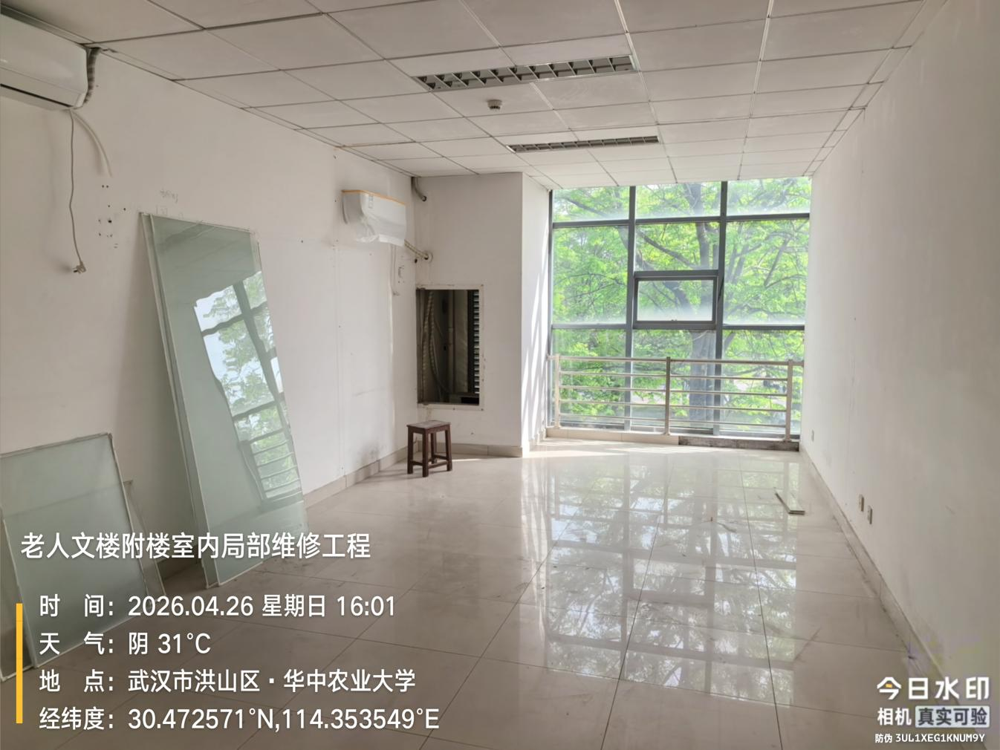 老人文楼附楼室内局部维修工程
时 间：2026.04.26 星期日 16:01
天 气：阴 31°C
地 点：武汉市洪山区·华中农业大学
经纬度：30.472571°N,114.353549°E
今日水印
相机 真实可验
防伪 3UL1XEG1KNUM9Y